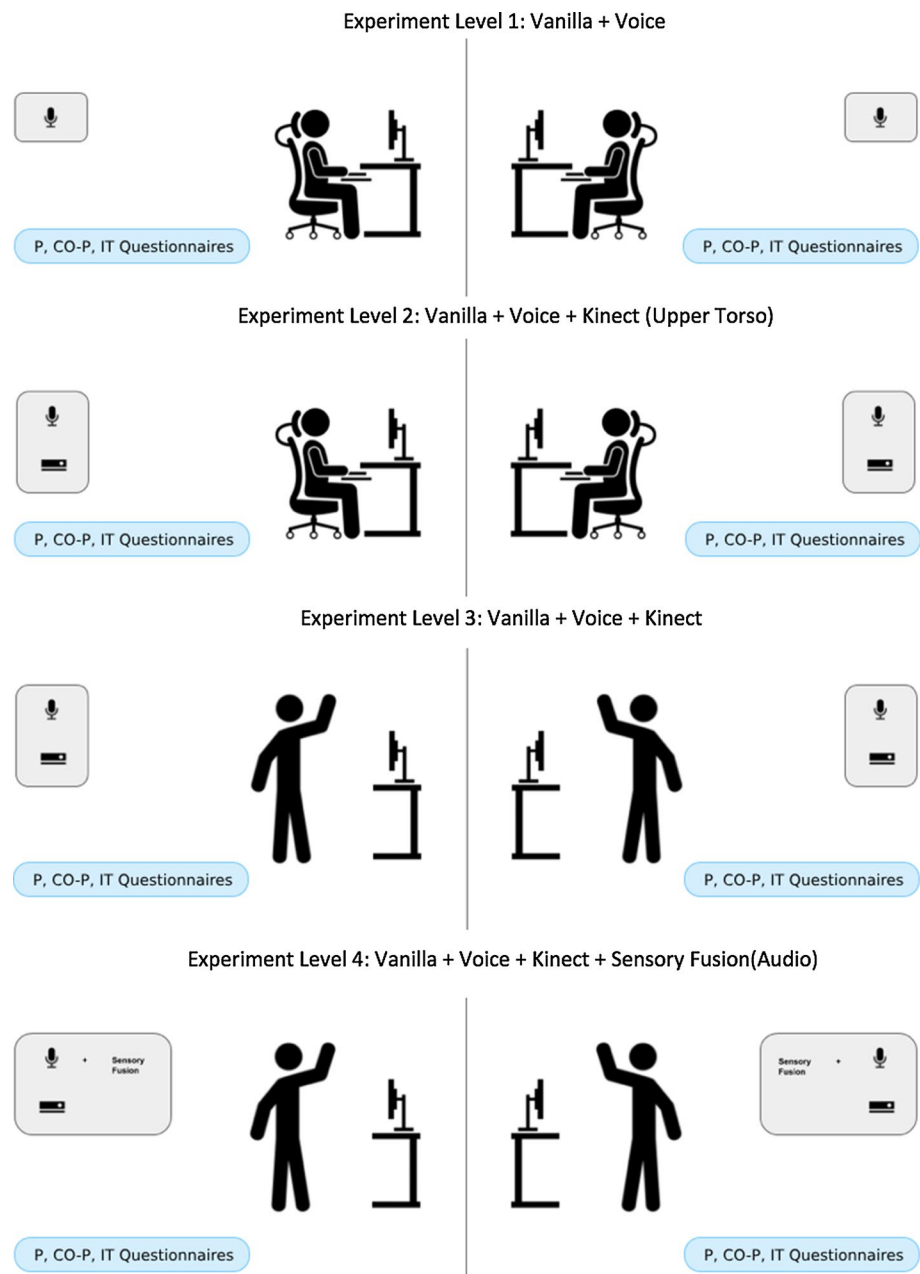 Experiment Level 1: Vanilla + Voice
P, CO-P, IT Questionnaires
P, CO-P, IT Questionnaires
Experiment Level 2: Vanilla + Voice + Kinect (Upper Torso)
P, CO-P, IT Questionnaires
P, CO-P, IT Questionnaires
Experiment Level 3: Vanilla + Voice + Kinect
P, CO-P, IT Questionnaires
P, CO-P, IT Questionnaires
Experiment Level 4: Vanilla + Voice + Kinect + Sensory Fusion(Audio)
+ Sensory
Fusion
Sensory +
Fusion
P, CO-P, IT Questionnaires
P, CO-P, IT Questionnaires